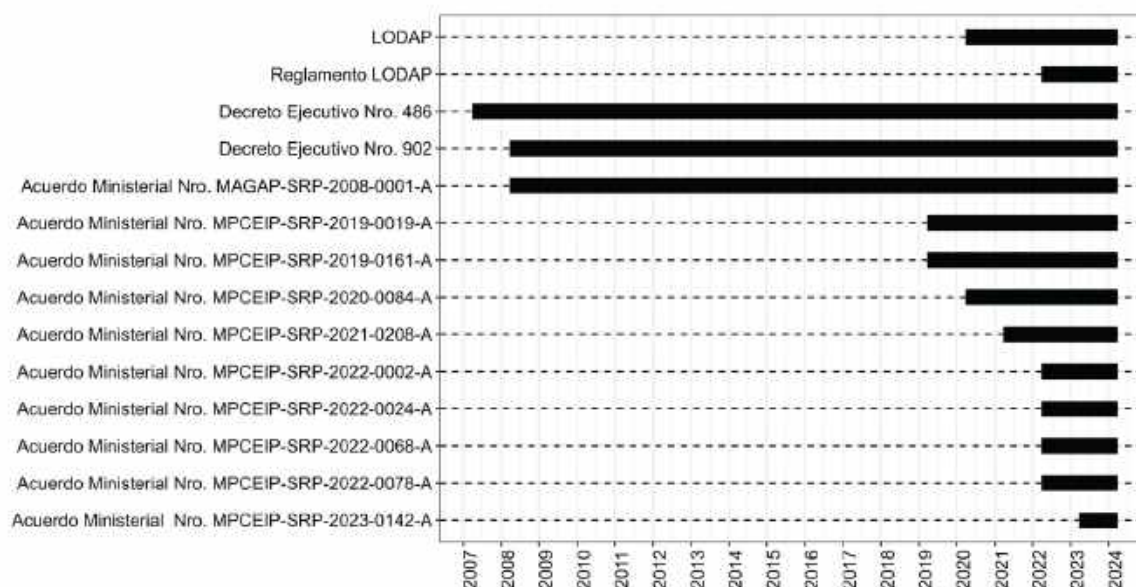 LODAP
Reglamento LODAP
Decreto Ejecutivo Nro. 486
Decreto Ejecutivo Nro. 902
Acuerdo Ministerial Nro. MAGAP-SRP-2008-0001-A
Acuerdo Ministerial Nro. MPCEIP-SRP-2019-0019-A
Acuerdo Ministerial Nro. MPCEIP-SRP-2019-0161-A
Acuerdo Ministerial Nro. MPCEIP-SRP-2020-0084-A
Acuerdo Ministerial Nro. MPCEIP-SRP-2021-0208-A
Acuerdo Ministerial Nro. MPCEIP-SRP-2022-0002-A
Acuerdo Ministerial Nro. MPCEIP-SRP-2022-0024-A
Acuerdo Ministerial Nro. MPCEIP-SRP-2022-0068-A
Acuerdo Ministerial Nro. MPCEIP-SRP-2022-0078-A
Acuerdo Ministerial Nro. MPCEIP-SRP-2023-0142-A
2007 2008 2009 2010 2011 2012 2013 2014 2015 2016 2017 2018 2019 2020 2021 2022 2023 2024